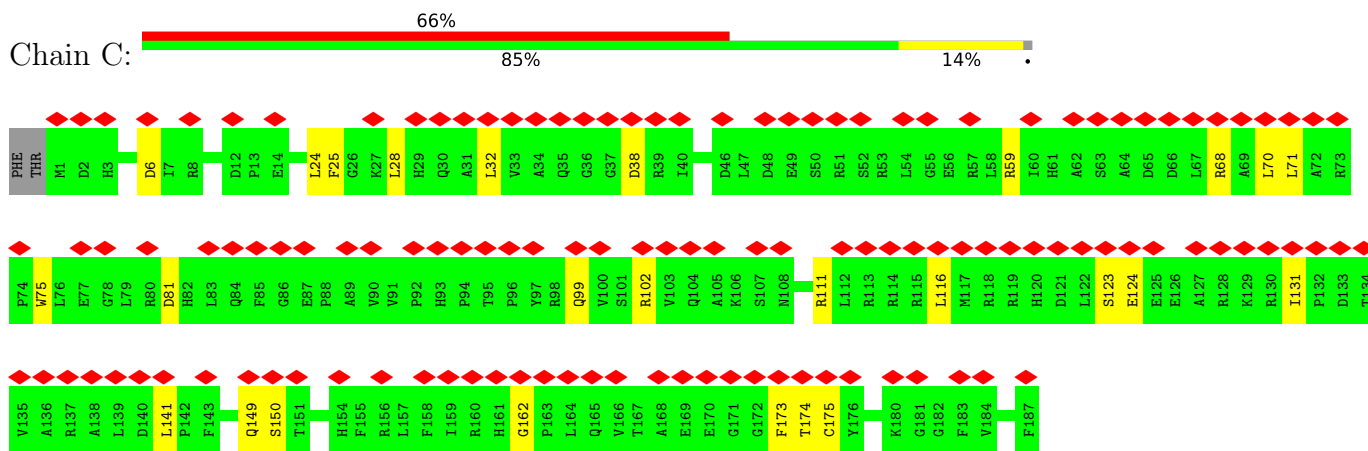 66%
Chain C:
85% 14% •
PHE THR M1 D2 H3 D6 I7 R8 D12 P13 E14 L24 F25 G26 K27 L28 H29 Q30 A31 L32 V33 A34 Q35 G36 G37 D38 R39 I40 D46 L47 D48 E49 S50 R51 S52 R53 L54 G55 E56 R57 L58 R59 I60 H61 A62 S63 A64 D65 D66 L67 R68 A69 L70 L71 A72 R73
P74 W75 L76 E77 G78 L79 R80 D81 H82 L83 Q84 F85 G86 E87 P88 A89 V90 V91 P92 H93 P94 T95 P96 Y97 R98 Q99 V100 S101 R102 V103 Q104 A105 K106 S107 N108 R111 L112 R113 R114 R115 L116 M117 R118 R119 H120 D121 L122 S123 E124 E125 E126 A127 R128 K129 R130 I131 P132 D133 T134
V135 A136 R137 A138 L139 D140 L141 P142 F143 Q149 S150 T151 H154 F155 R156 L157 F158 I159 R160 H161 G162 P163 L164 Q165 V166 T167 A168 E169 E170 G171 G172 F173 T174 C175 Y176 K180 G181 G182 F183 V184 F187